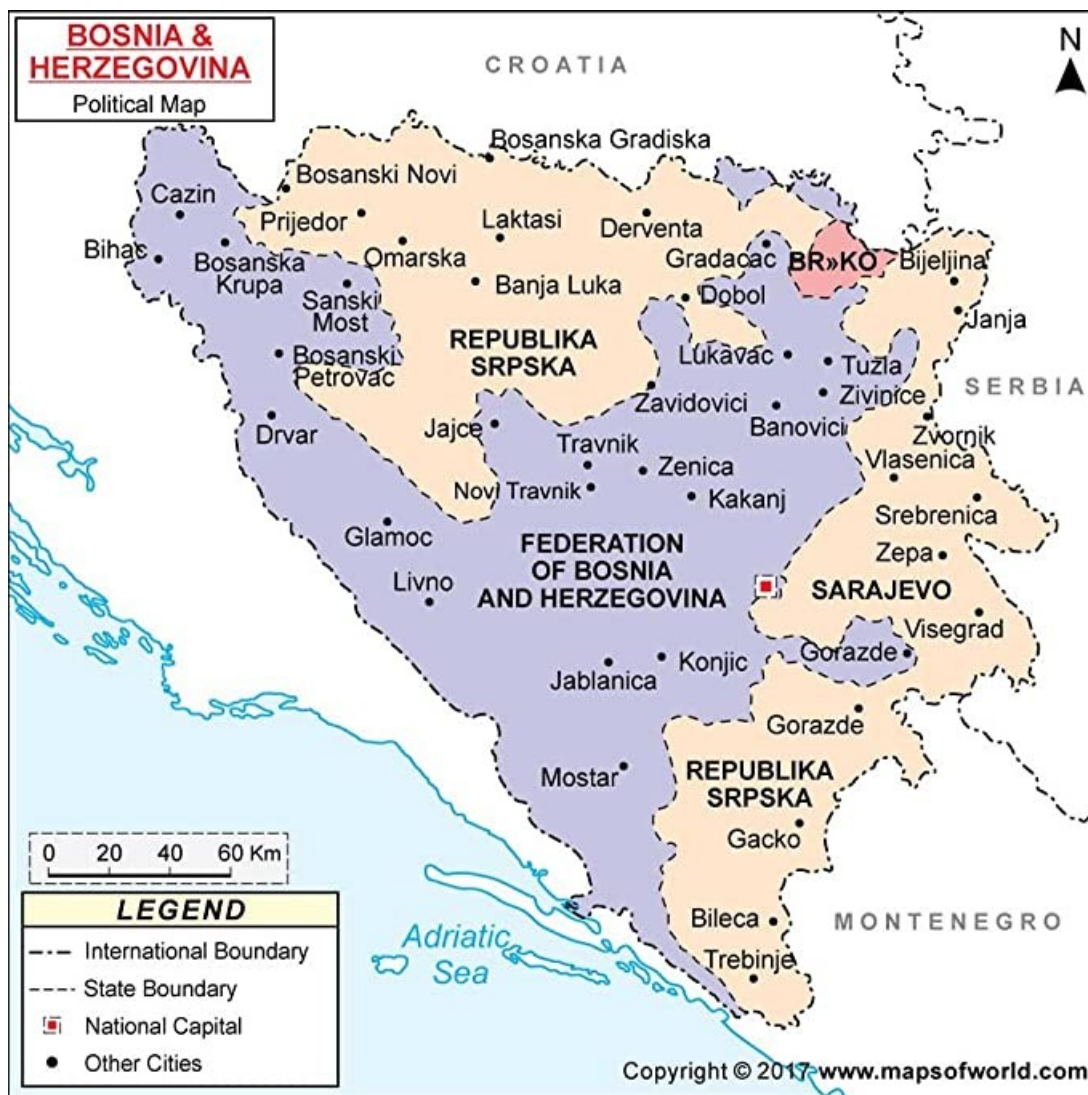 BOSNIA &
HERZEGOVINA
Political Map
CROATIA
N
Bosanska Gradiska
Bosanski Novi
Cazin
Prijedor
Laktasi
Derventa
Bihac
Bosanska
Krupa
Omarska
Gradacac
BR»KO
Bijeljina
Sanski
Most
Banja Luka
Dobol
Janja
REPUBLIKA
SRPSKA
Bosanski
Petrovac
Lukavac
Tuzla
SERBIA
Zavidovici
Zivinice
Drvar
Jajce
Banovici
Zvornik
Travnik
Zenica
Vlasenica
Novi Travnik
Kakanj
Srebrenica
Glamoc
FEDERATION
OF BOSNIA
AND HERZEGOVINA
Zepa
Livno
SARAJEVO
Visegrad
Gorazde
Jablanica
Konjic
Gorazde
Mostar
REPUBLIKA
SRPSKA
Gacko
0 20 40 60 Km
LEGEND
International Boundary
State Boundary
National Capital
Other Cities
Adriatic
Sea
Bileca
MONTENEGRO
Trebinje
Copyright © 2017 www.mapsofworld.com